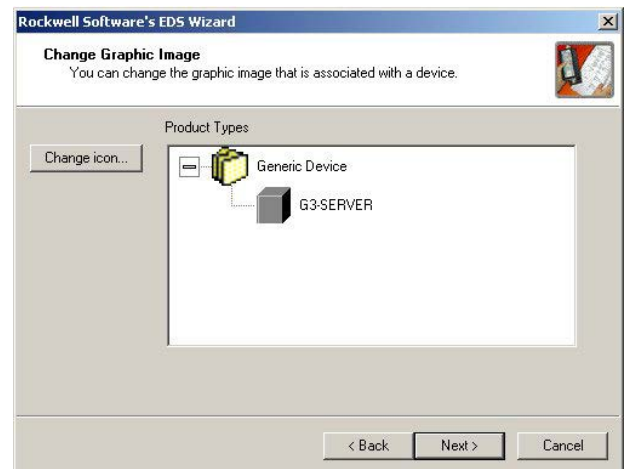 Rockwell Software's EDS Wizard
Change Graphic Image
You can change the graphic image that is associated with a device.
Product Types
Change icon...
Generic Device
G3-SERVER
< Back
Next >
Cancel